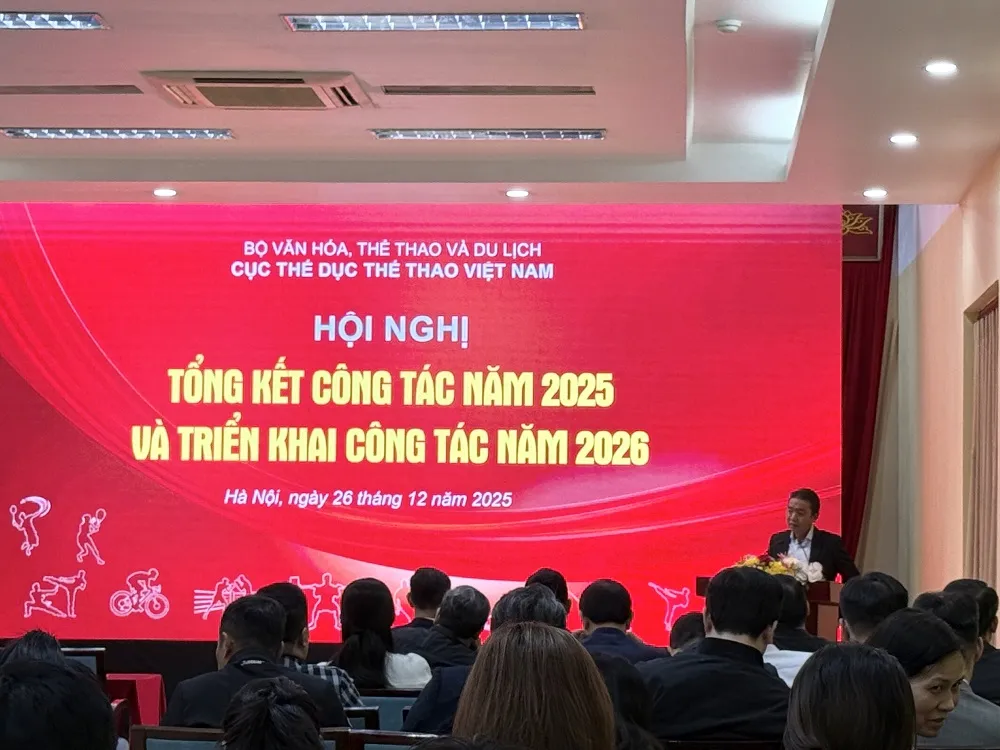 BỘ VĂN HÓA, THỂ THAO VÀ DU LỊCH
CỤC THỂ DỤC THỂ THAO VIỆT NAM
HỘI NGHỊ
TỔNG KẾT CÔNG TÁC NĂM 2025
VÀ TRIỂN KHAI CÔNG TÁC NĂM 2026
Hà Nội, ngày 26 tháng 12 năm 2025